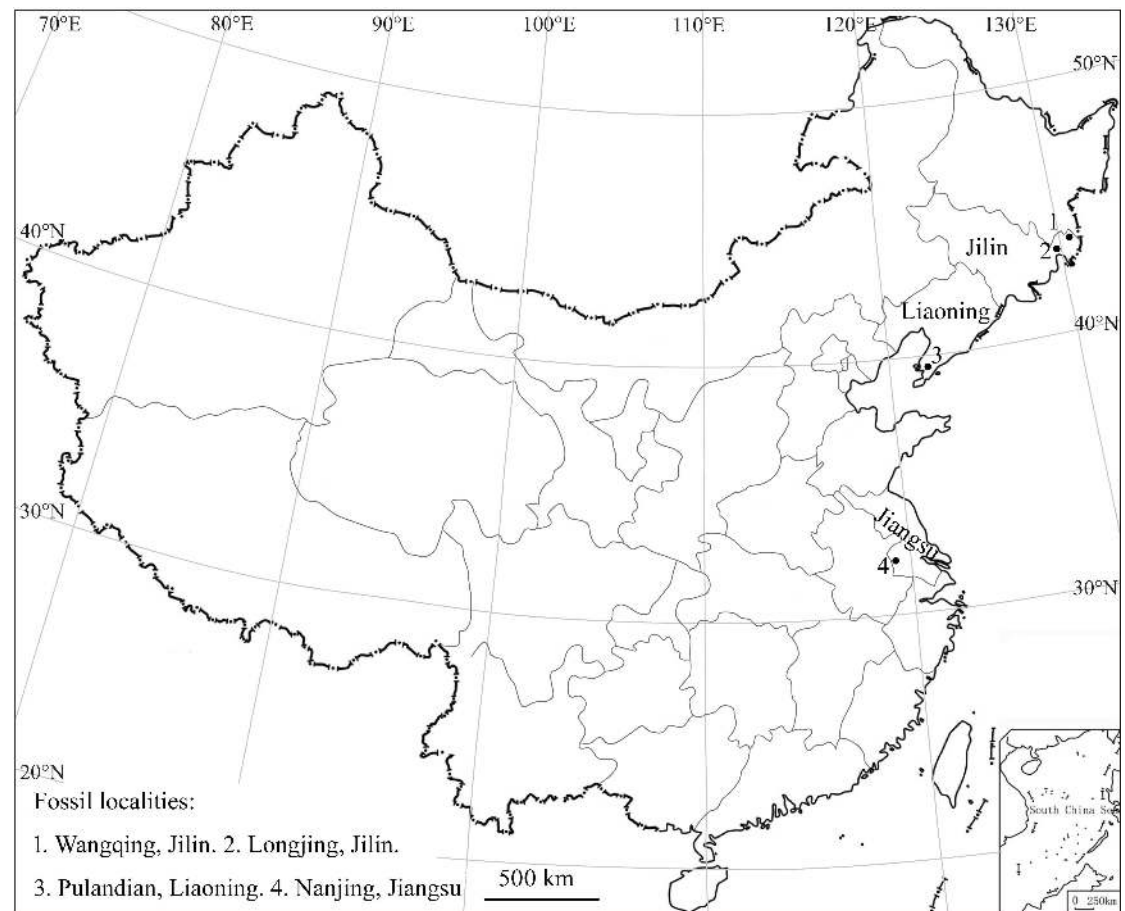 70°E 80°E 90°E 100°E 110°E 120°E 130°E
50°N
40°N
1
Jilin
2
Liaoning
40°N
3
30°N
Jiangsu
4
30°N
20°N
Fossil localities:
1. Wangqing, Jilin. 2. Longjing, Jilin.
3. Pulandian, Liaoning. 4. Nanjing, Jiangsu
500 km
South China Sea
0 250km